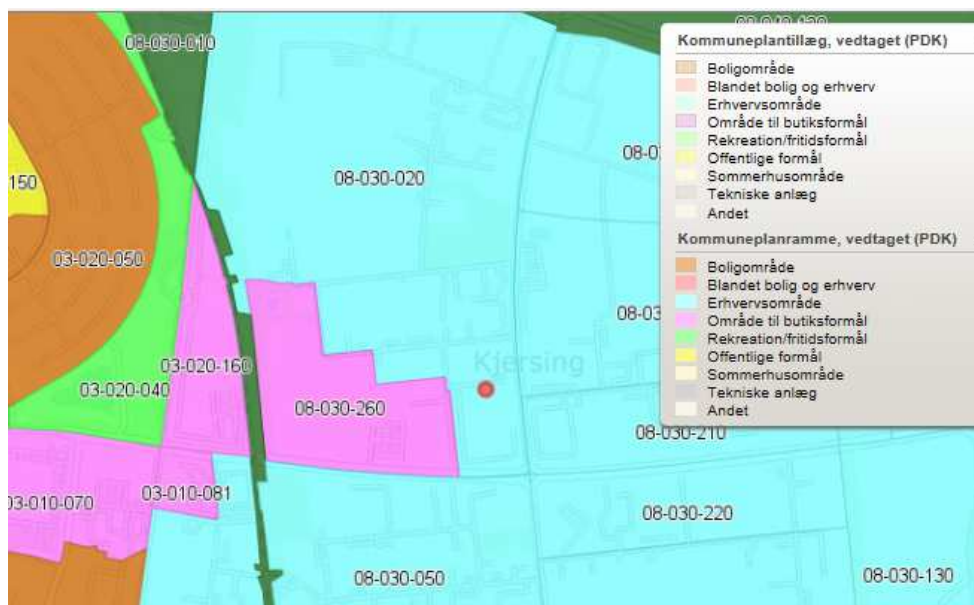 08-030-010
Kommuneplantillæg, vedtaget (PDK)
Boligområde
Blandet bolig og erhverv
Erhvervsområde
Område til butiksformål
Rekreation/fritidsformål
Offentlige formål
Sommerhusområde
Tekniske anlæg
Andet
Kommuneplanramme, vedtaget (PDK)
Boligområde
Blandet bolig og erhverv
Erhvervsområde
Område til butiksformål
Rekreation/fritidsformål
Offentlige formål
Sommerhusområde
Tekniske anlæg
Andet
150
08-030-020
03-020-050
Kjersing
03-020-160
03-020-040
08-030-260
08-030-210
03-010-070
03-010-081
08-030-220
08-030-050
08-030-130